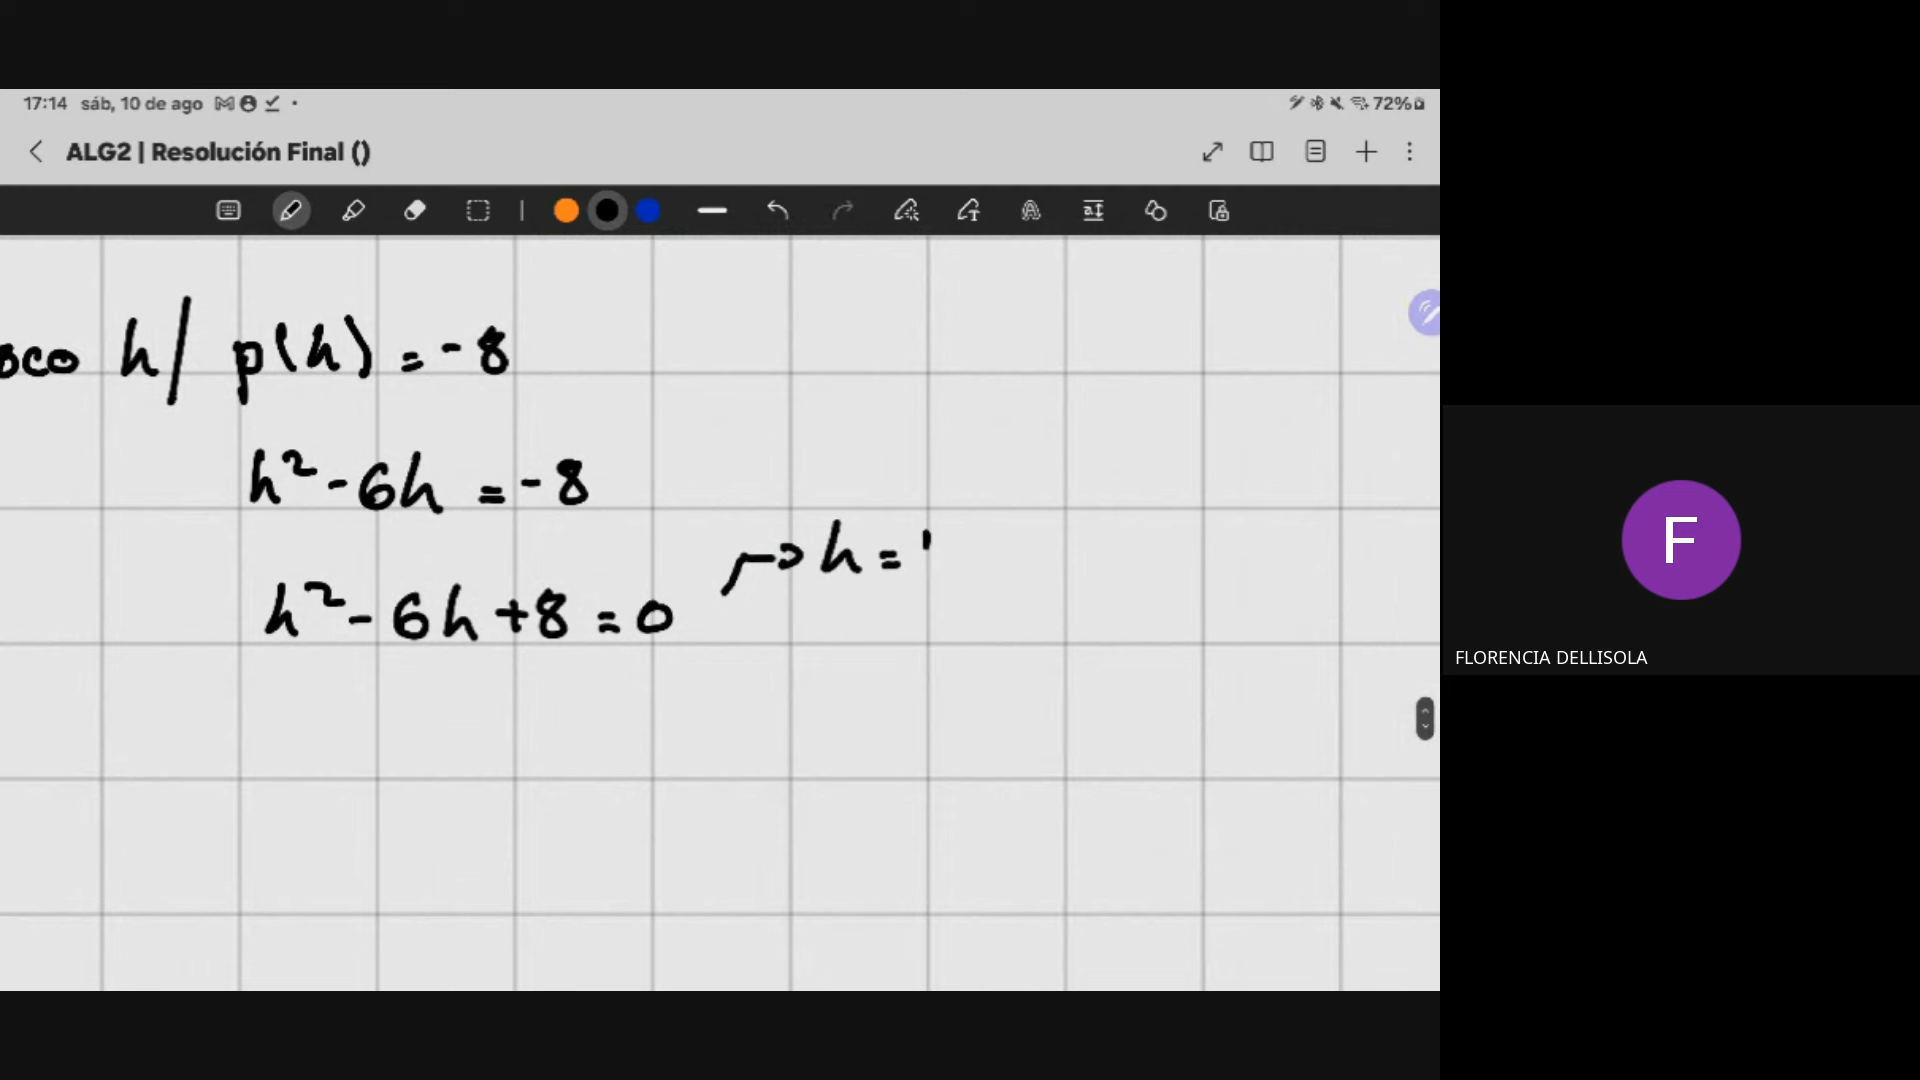 17:14 sáb, 10 de ago
72%
ALG2 | Resolución Final ()
h / p(h) = -8
h² - 6h = -8
h =
h² - 6h + 8 = 0
F
FLORENCIA DELLISOLA